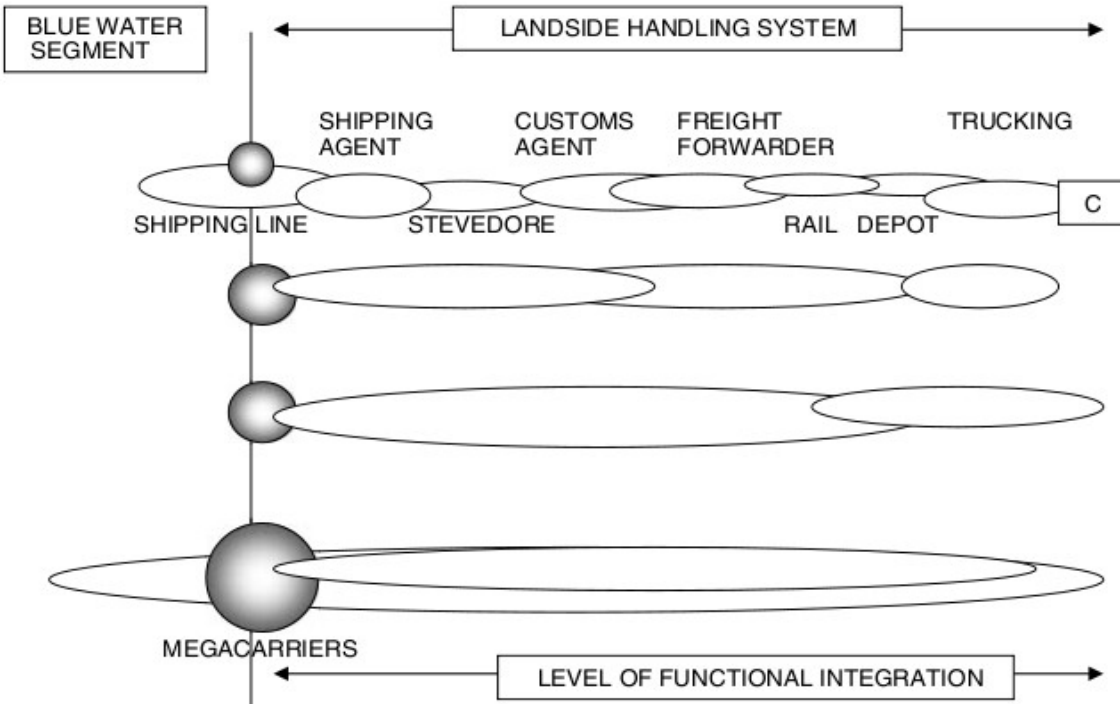 BLUE WATER
SEGMENT
LANDSIDE HANDLING SYSTEM
SHIPPING
AGENT
CUSTOMS
AGENT
FREIGHT
FORWARDER
TRUCKING
C
SHIPPING LINE
STEVEDORE
RAIL DEPOT
MEGACARRIERS
LEVEL OF FUNCTIONAL INTEGRATION